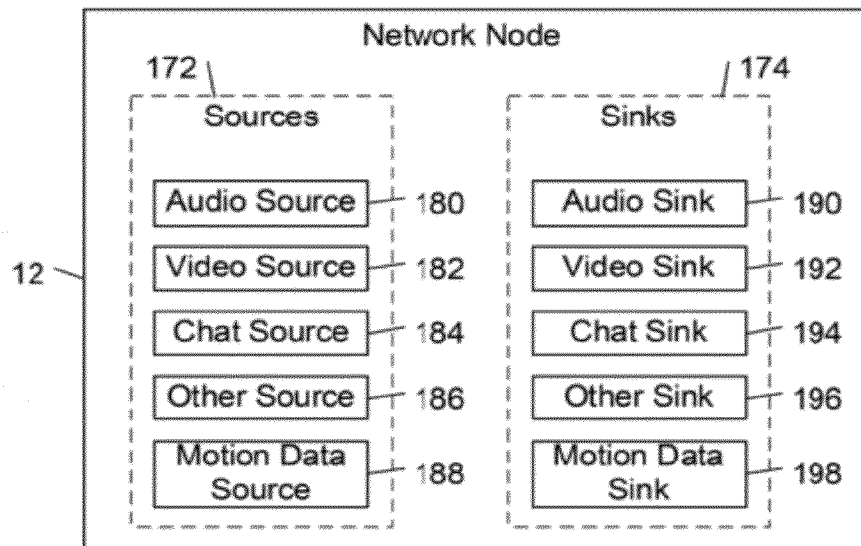 Network Node
172
174
Sources
Sinks
Audio Source
180
Audio Sink
190
12
Video Source
182
Video Sink
192
Chat Source
184
Chat Sink
194
Other Source
186
Other Sink
196
Motion Data
Source
188
Motion Data
Sink
198